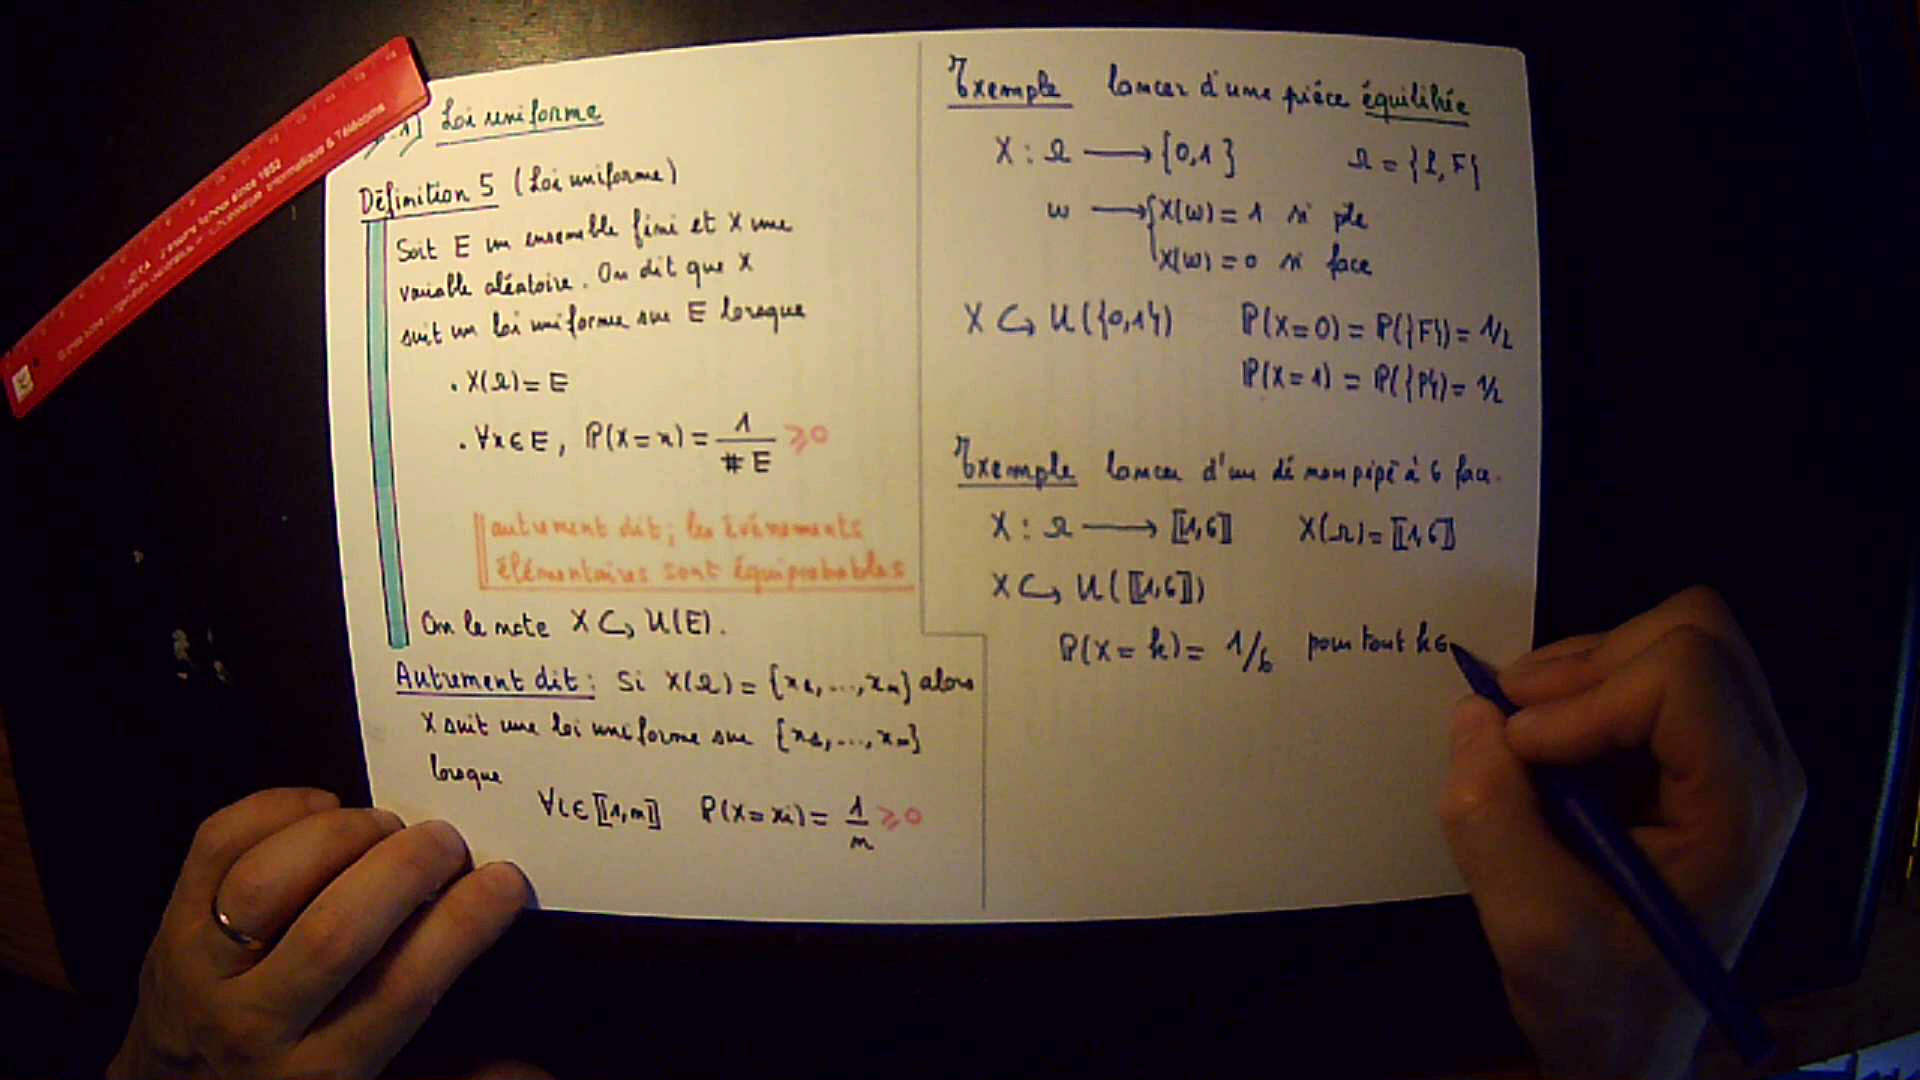 .1) Loi uniforme
Définition 5 (Loi uniforme)
Soit E un ensemble fini et X une
variable aléatoire. On dit que X
suit un loi uniforme sur E lorsque
. X(Ω) = E
. ∀x ∈ E, P(X = x) = 1/#E ≥0
autrement dit; les événements
élémentaires sont équiprobables
On le note X ↪ U(E).
Autrement dit : Si X(Ω) = {x1, ..., xn} alors
X suit une loi uniforme sur {x1, ..., xn}
lorsque
∀i ∈ ⟦1,n⟧ P(X = xi) = 1/n ≥0
Exemple lancer d'une pièce équilibrée
X : Ω ⟶ {0,1} Ω = {P, F}
ω ⟶ { X(ω) = 1 si pile
X(ω) = 0 si face
X ↪ U({0,1}) P(X=0) = P({F}) = 1/2
P(X=1) = P({P}) = 1/2
Exemple lancer d'un dé non pipé à 6 face.
X : Ω ⟶ ⟦1,6⟧ X(Ω) = ⟦1,6⟧
X ↪ U(⟦1,6⟧)
P(X = k) = 1/6 pour tout k ∈